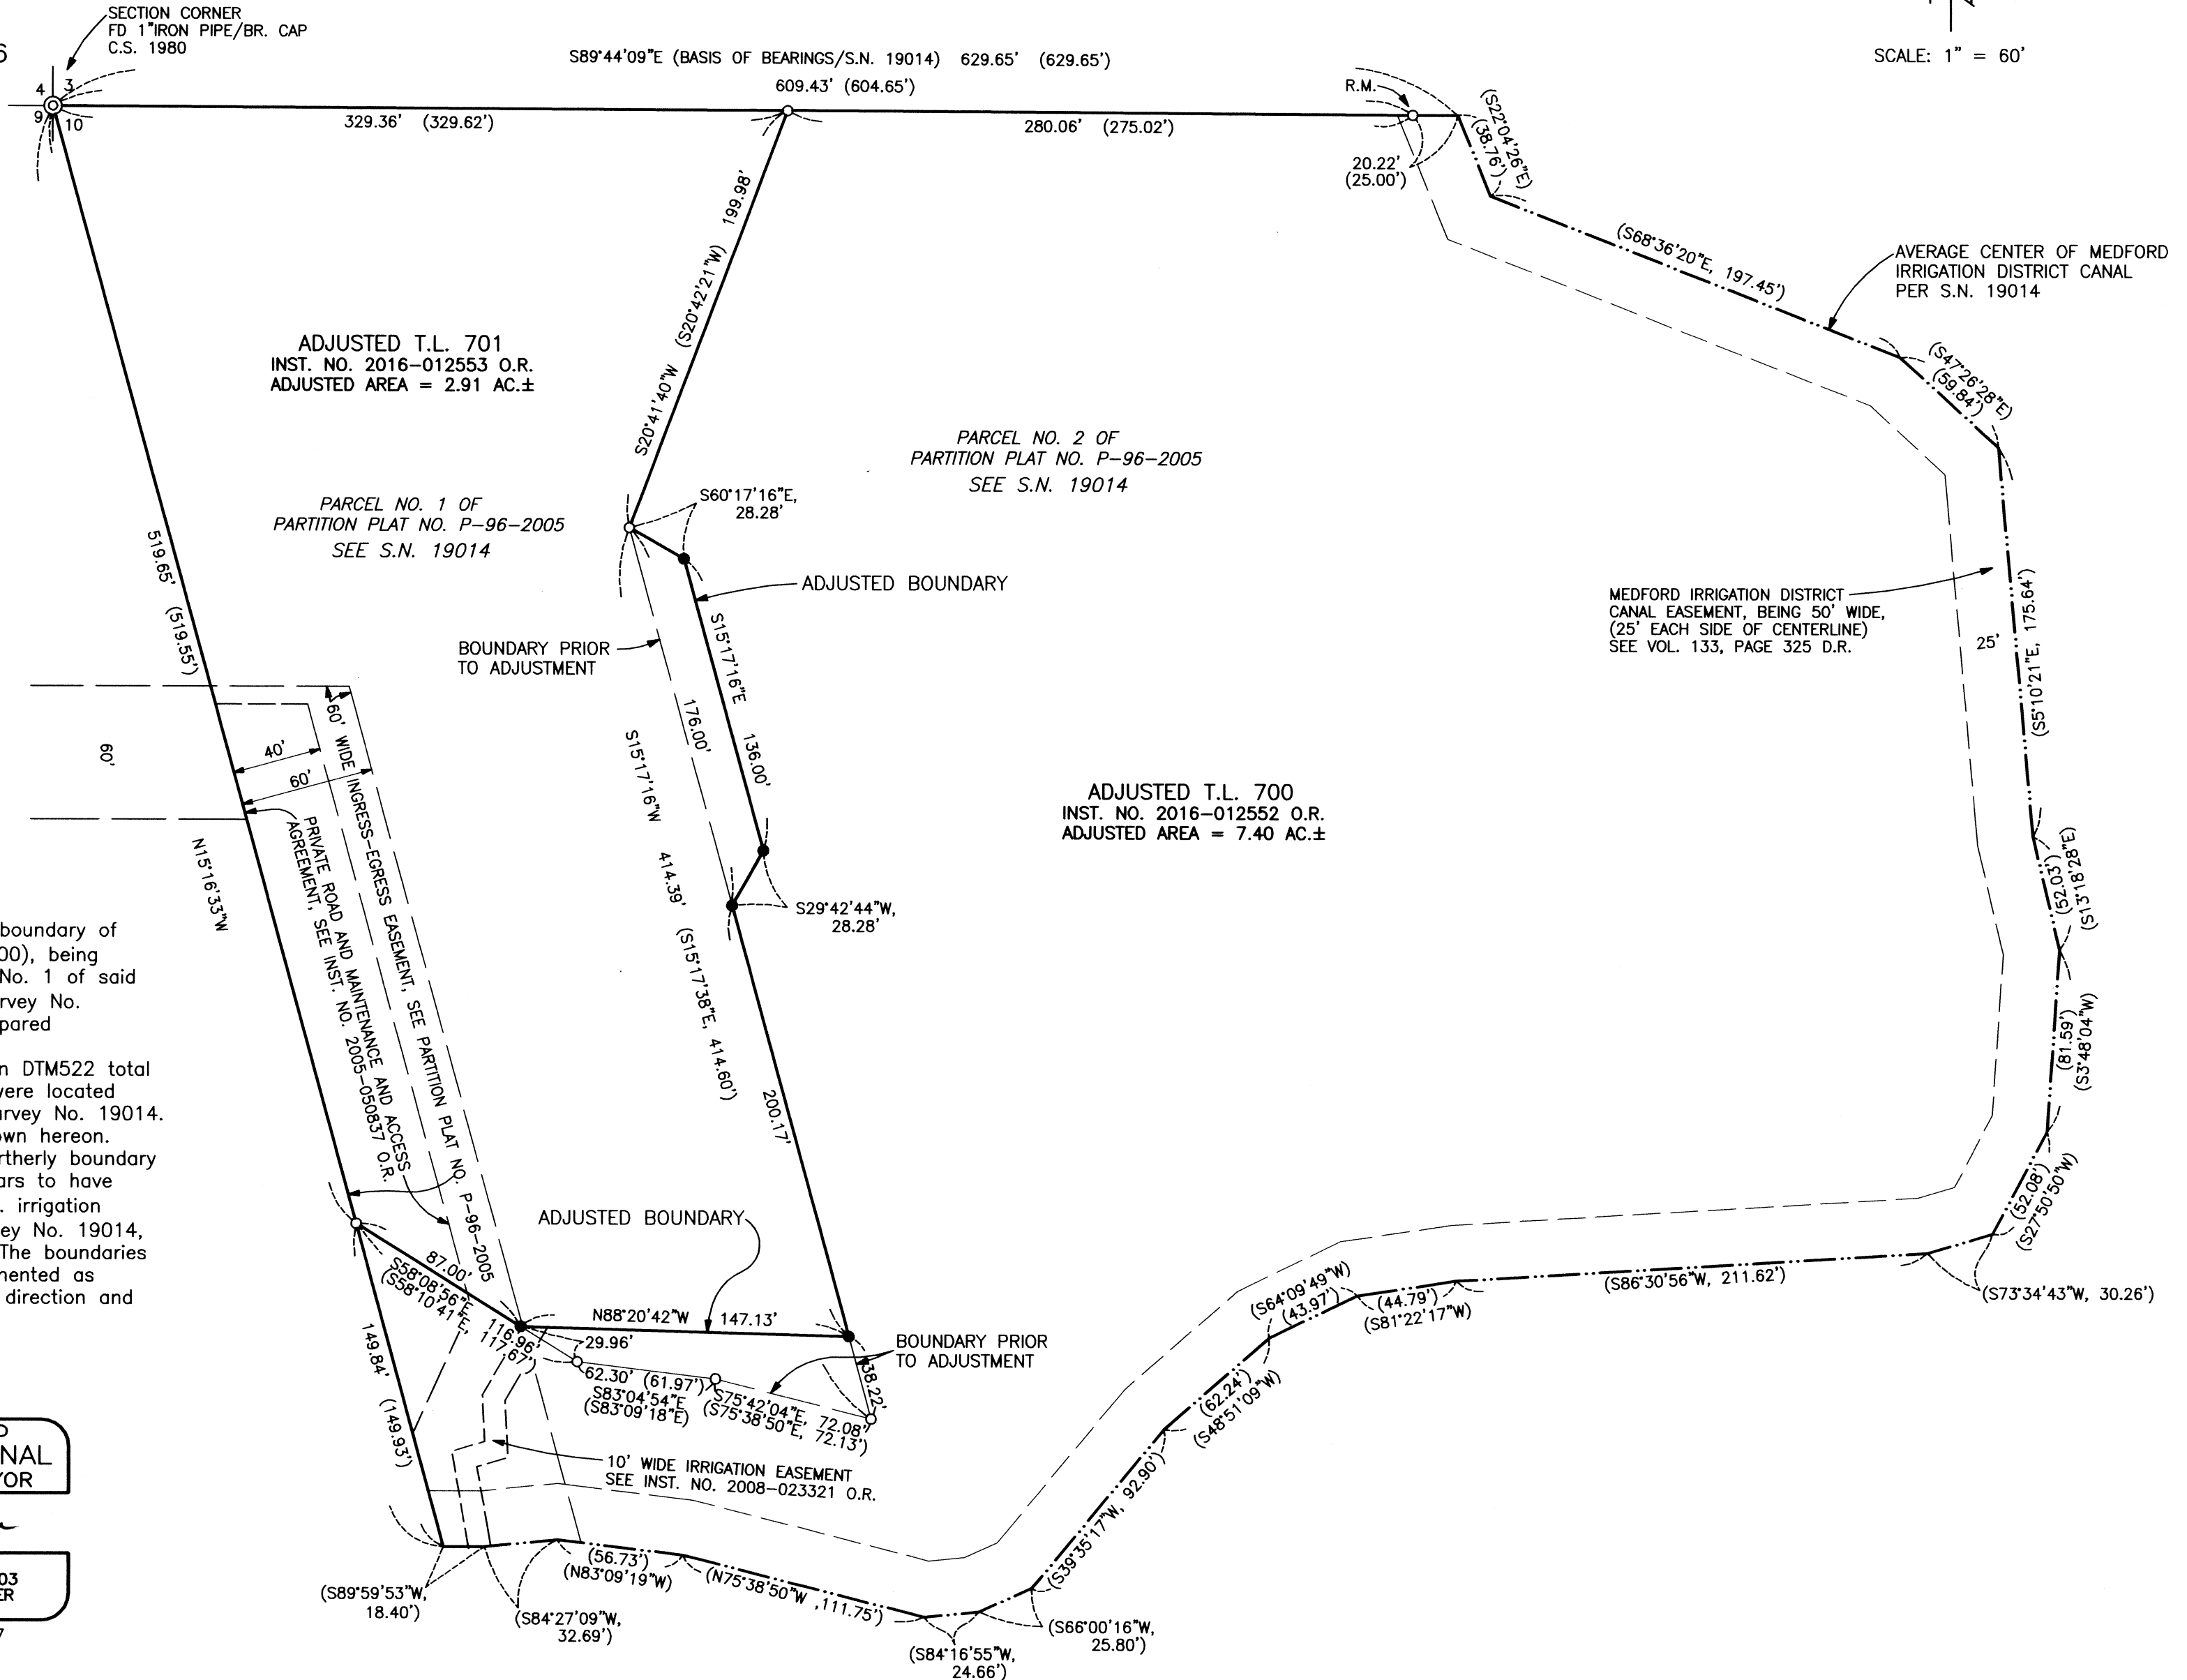 SECTION CORNER
FD 1"IRON PIPE/BR. CAP
C.S. 1980
6
4 3
9 10
S89°44'09"E (BASIS OF BEARINGS/S.N. 19014) 629.65' (629.65')
609.43' (604.65')
329.36' (329.62')
280.06' (275.02')
R.M.
20.22'
(25.00')
SCALE: 1" = 60'
(S22°04'26"E)
(38.76')
(S68°36'20"E, 197.45')
AVERAGE CENTER OF MEDFORD
IRRIGATION DISTRICT CANAL
PER S.N. 19014
(S47°26'28"E)
(59.84')
S20°41'40"W (S20°42'21"W) 199.98'
ADJUSTED T.L. 701
INST. NO. 2016-012553 O.R.
ADJUSTED AREA = 2.91 AC.±
PARCEL NO. 2 OF
PARTITION PLAT NO. P-96-2005
SEE S.N. 19014
PARCEL NO. 1 OF
PARTITION PLAT NO. P-96-2005
SEE S.N. 19014
S60°17'16"E,
28.28'
ADJUSTED BOUNDARY
BOUNDARY PRIOR
TO ADJUSTMENT
519.65' (519.55')
N15°16'33"W
S15°17'16"E 136.00'
176.00'
S15°17'16"W 414.39' (S15°17'38"E, 414.60')
S29°42'44"W,
28.28'
200.17'
MEDFORD IRRIGATION DISTRICT
CANAL EASEMENT, BEING 50' WIDE,
(25' EACH SIDE OF CENTERLINE)
SEE VOL. 133, PAGE 325 D.R.
25'
(S5°10'21"E, 175.64')
ADJUSTED T.L. 700
INST. NO. 2016-012552 O.R.
ADJUSTED AREA = 7.40 AC.±
60'
40'
60'
60' WIDE INGRESS-EGRESS EASEMENT, SEE PARTITION PLAT NO. P-96-2005
PRIVATE ROAD AND MAINTENANCE AND ACCESS
AGREEMENT, SEE INST. NO. 2005-050837 O.R.
(52.03')
(S13°18'28"E)
(81.59')
(S3°48'04"W)
(52.08')
(S27°50'50"W)
(S73°34'43"W, 30.26')
(S86°30'56"W, 211.62')
(44.79')
(S81°22'17"W)
(S64°09'49"W)
(43.97')
(62.24')
(S48°51'09"W)
(S39°35'17"W, 92.90')
(S66°00'16"W,
25.80')
(S84°16'55"W,
24.66')
(N75°38'50"W ,111.75')
(56.73')
(N83°09'19"W)
(S84°27'09"W,
32.69')
(S89°59'53"W,
18.40')
boundary of
00), being
No. 1 of said
rvey No.
pared
n DTM522 total
were located
urvey No. 19014.
own hereon.
rtherly boundary
ars to have
. irrigation
ey No. 19014,
The boundaries
mented as
direction and
ADJUSTED BOUNDARY
87.00'
S58°08'56"E 116.96'
(S58°10'41"E, 117.67')
N88°20'42"W 147.13'
29.96'
62.30' (61.97')
S83°04'54"E
(S83°09'18"E)
S75°42'04"E, 72.08'
(S75°38'50"E, 72.13')
38.22'
BOUNDARY PRIOR
TO ADJUSTMENT
149.84' (149.93')
10' WIDE IRRIGATION EASEMENT
SEE INST. NO. 2008-023321 O.R.
NAL
YOR
03
ER